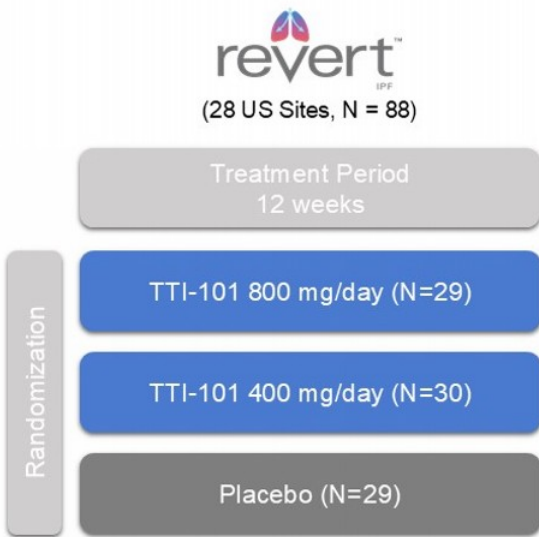 revert™
IPF
(28 US Sites, N = 88)
Treatment Period
12 weeks
Randomization
TTI-101 800 mg/day (N=29)
TTI-101 400 mg/day (N=30)
Placebo (N=29)